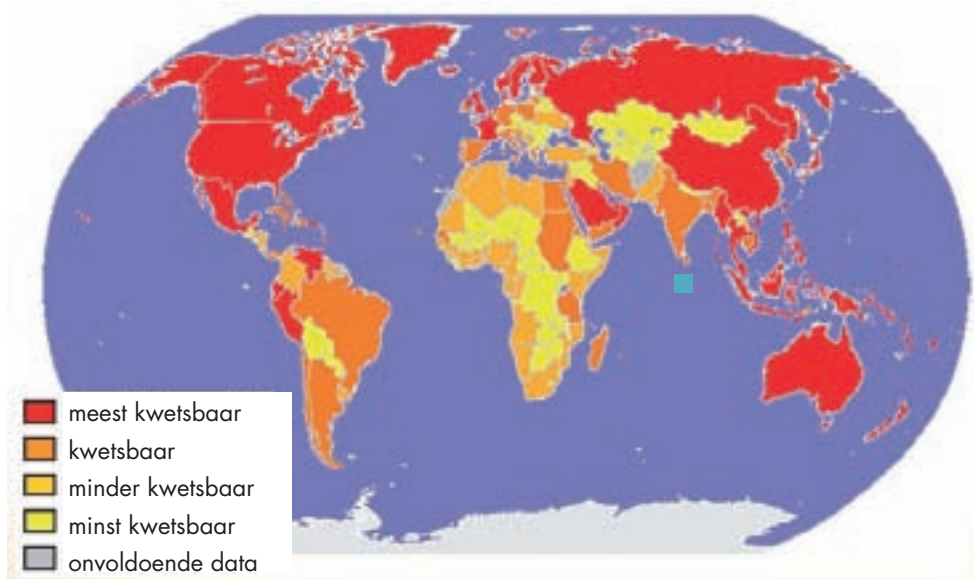 meest kwetsbaar
kwetsbaar
minder kwetsbaar
minst kwetsbaar
onvoldoende data